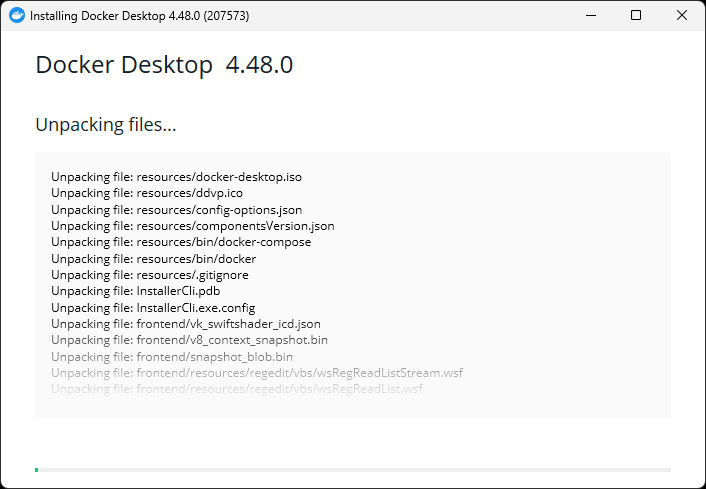 Installing Docker Desktop 4.48.0 (207573)
Docker Desktop 4.48.0
Unpacking files...
Unpacking file: resources/docker-desktop.iso
Unpacking file: resources/ddvp.ico
Unpacking file: resources/config-options.json
Unpacking file: resources/componentsVersion.json
Unpacking file: resources/bin/docker-compose
Unpacking file: resources/bin/docker
Unpacking file: resources/.gitignore
Unpacking file: InstallerCli.pdb
Unpacking file: InstallerCli.exe.config
Unpacking file: frontend/vk_swiftshader_icd.json
Unpacking file: frontend/v8_context_snapshot.bin
Unpacking file: frontend/snapshot_blob.bin
Unpacking file: frontend/resources/regedit/vbs/wsRegReadListStream.wsf
Unpacking file: frontend/resources/regedit/vbs/wsRegReadList.wsf